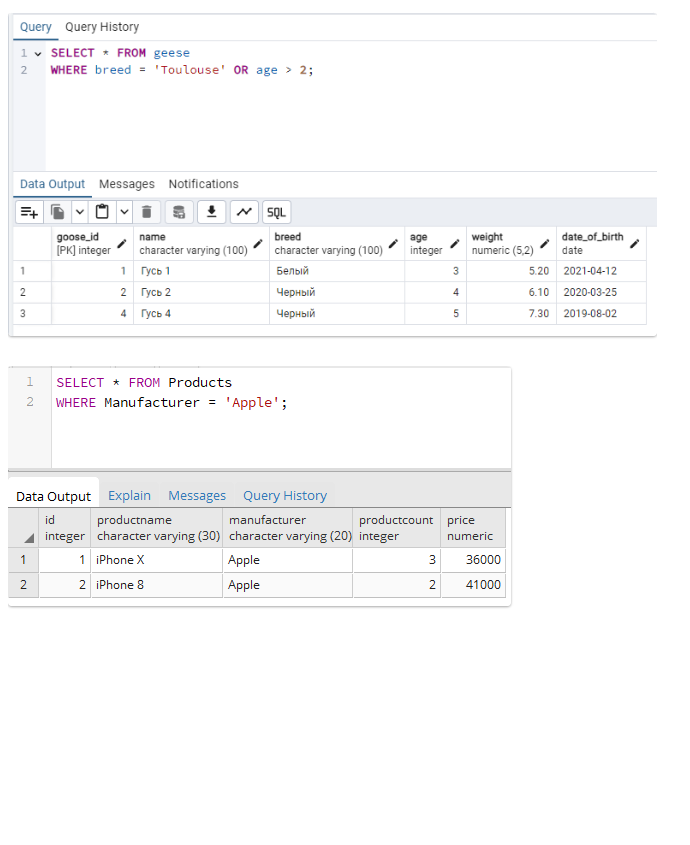 Query Query History
1 SELECT * FROM geese
2 WHERE breed = 'Toulouse' OR age > 2;
Data Output Messages Notifications
SQL
goose_id name breed age weight date_of_birth
[PK] integer character varying (100) character varying (100) integer numeric (5,2) date
1 1 Гусь 1 Белый 3 5.20 2021-04-12
2 2 Гусь 2 Черный 4 6.10 2020-03-25
3 4 Гусь 4 Черный 5 7.30 2019-08-02
1 SELECT * FROM Products
2 WHERE Manufacturer = 'Apple';
Data Output Explain Messages Query History
id productname manufacturer productcount price
integer character varying (30) character varying (20) integer numeric
1 1 iPhone X Apple 3 36000
2 2 iPhone 8 Apple 2 41000